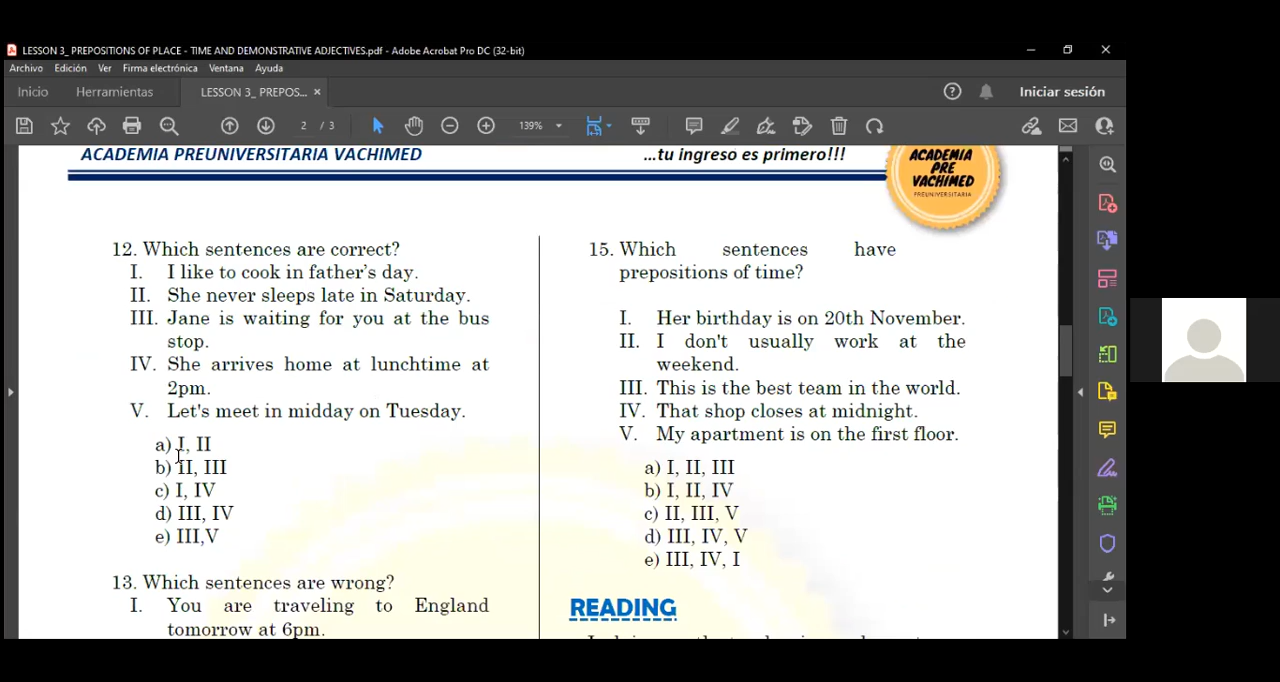 LESSON 3_ PREPOSITIONS OF PLACE - TIME AND DEMONSTRATIVE ADJECTIVES.pdf - Adobe Acrobat Pro DC (32-bit)
Archivo Edición Ver Firma electrónica Ventana Ayuda
Inicio Herramientas LESSON 3_ PREPOS... × Iniciar sesión
2 / 3 139%
ACADEMIA PREUNIVERSITARIA VACHIMED
...tu ingreso es primero!!!
ACADEMIA
PRE
VACHIMED
PREUNIVERSITARIA
12. Which sentences are correct?
I. I like to cook in father's day.
II. She never sleeps late in Saturday.
III. Jane is waiting for you at the bus
stop.
IV. She arrives home at lunchtime at
2pm.
V. Let's meet in midday on Tuesday.
a) I, II
b) II, III
c) I, IV
d) III, IV
e) III,V
13. Which sentences are wrong?
I. You are traveling to England
tomorrow at 6pm.
15. Which sentences have
prepositions of time?
I. Her birthday is on 20th November.
II. I don't usually work at the
weekend.
III. This is the best team in the world.
IV. That shop closes at midnight.
V. My apartment is on the first floor.
a) I, II, III
b) I, II, IV
c) II, III, V
d) III, IV, V
e) III, IV, I
READING